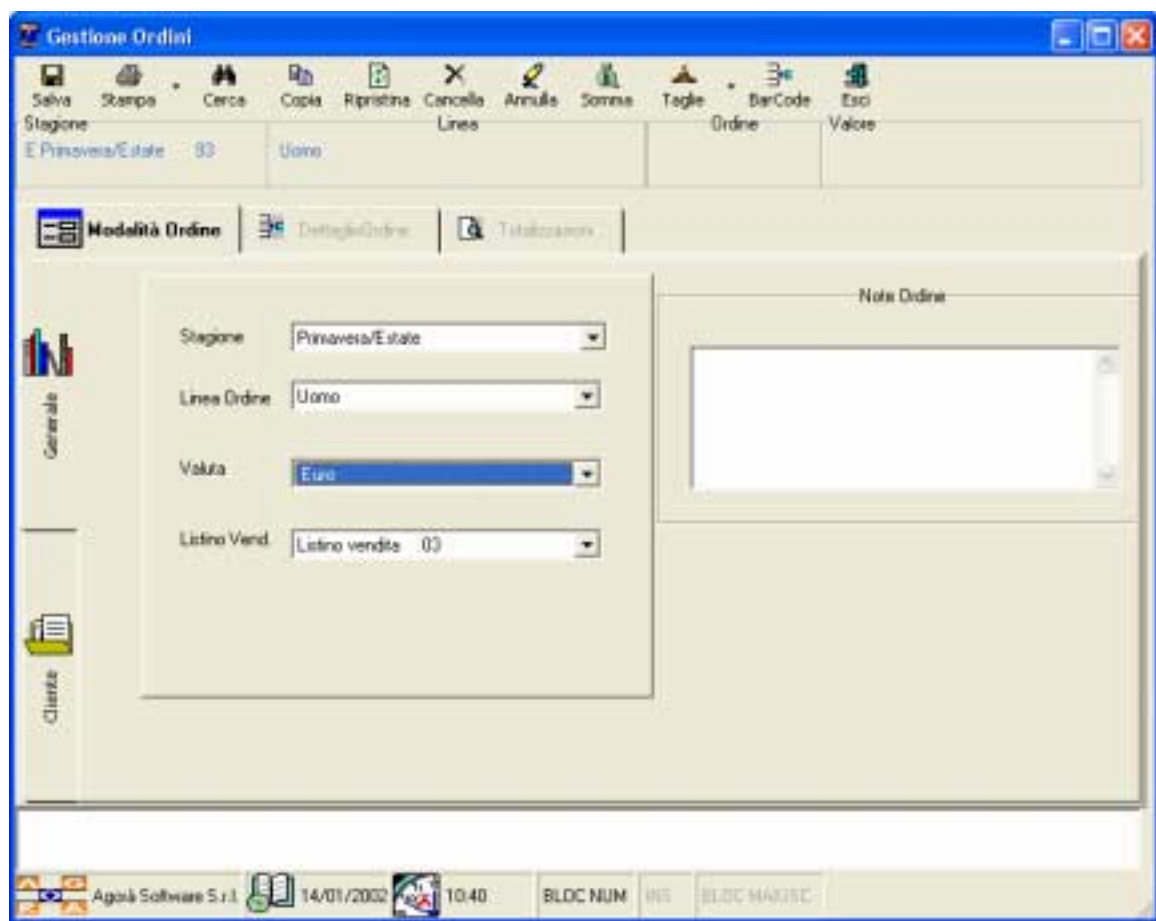 Gestione Ordini
Salva Stampa Cerca Copia Ripristina Cancella Annulla Somma Taglie BarCode Esci
Stagione Linea Ordine Valore
E Primavera/Estate 93 Uomo
Modalità Ordine DettaglioOrdine Totalizzazioni
Note Ordine
Stagione Primavera/Estate
Generale
Linea Ordine Uomo
Valuta Euro
Listino Vend. Listino vendita 03
Cliente
Agorà Software S.r.l. 14/01/2002 10:40 BLOC NUM INS BLOC MAIUSC